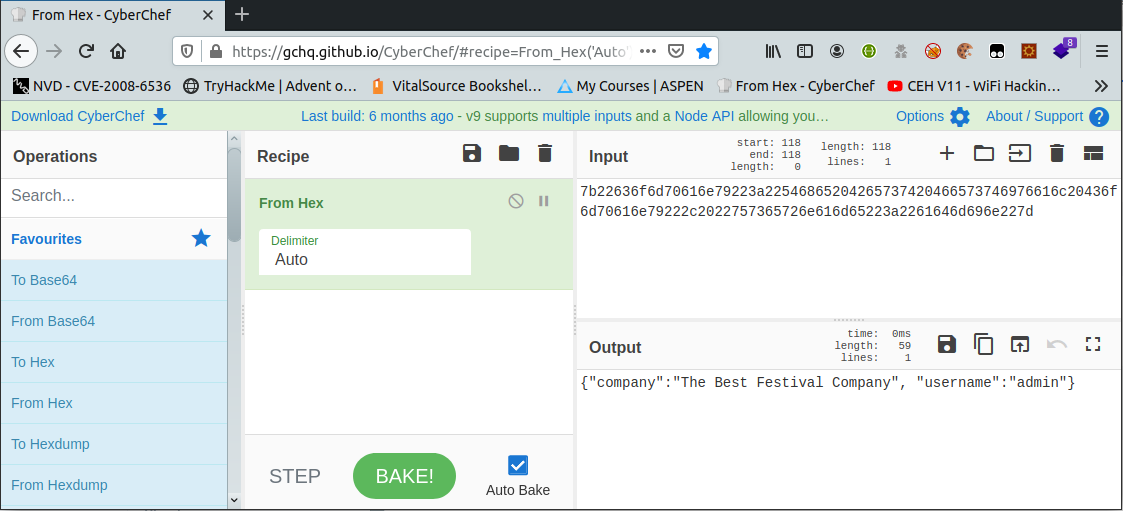 From Hex - CyberChef
https://gchq.github.io/CyberChef/#recipe=From_Hex('Auto'
8
NVD - CVE-2008-6536 TryHackMe | Advent o… VitalSource Bookshel… My Courses | ASPEN From Hex - CyberChef CEH V11 - WiFi Hackin…
Download CyberChef Last build: 6 months ago - v9 supports multiple inputs and a Node API allowing you… Options About / Support
Operations
Search...
Favourites
To Base64
From Base64
To Hex
From Hex
To Hexdump
From Hexdump
Recipe
From Hex
Delimiter
Auto
STEP BAKE! Auto Bake
Input
start: 118
end: 118
length: 0
length: 118
lines: 1
7b22636f6d70616e79223a22546865204265737420466573746976616c20436f
6d70616e79222c2022757365726e616d65223a2261646d696e227d
Output
time: 0ms
length: 59
lines: 1
{"company":"The Best Festival Company", "username":"admin"}